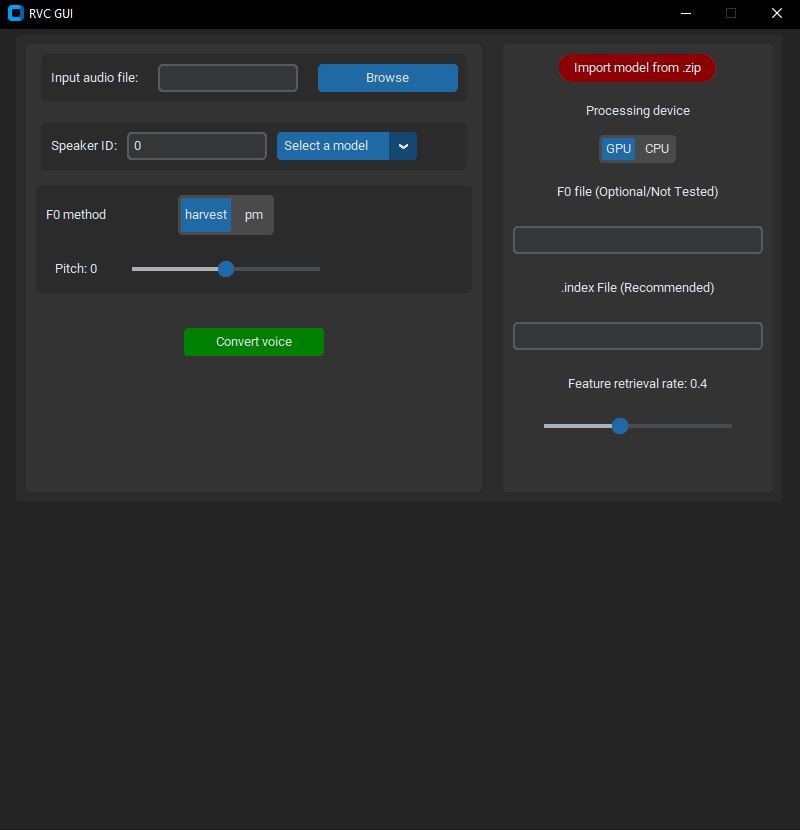 RVC GUI
Input audio file:
Browse
Speaker ID:
0
Select a model
F0 method
harvest
pm
Pitch: 0
Convert voice
Import model from .zip
Processing device
GPU
CPU
F0 file (Optional/Not Tested)
.index File (Recommended)
Feature retrieval rate: 0.4